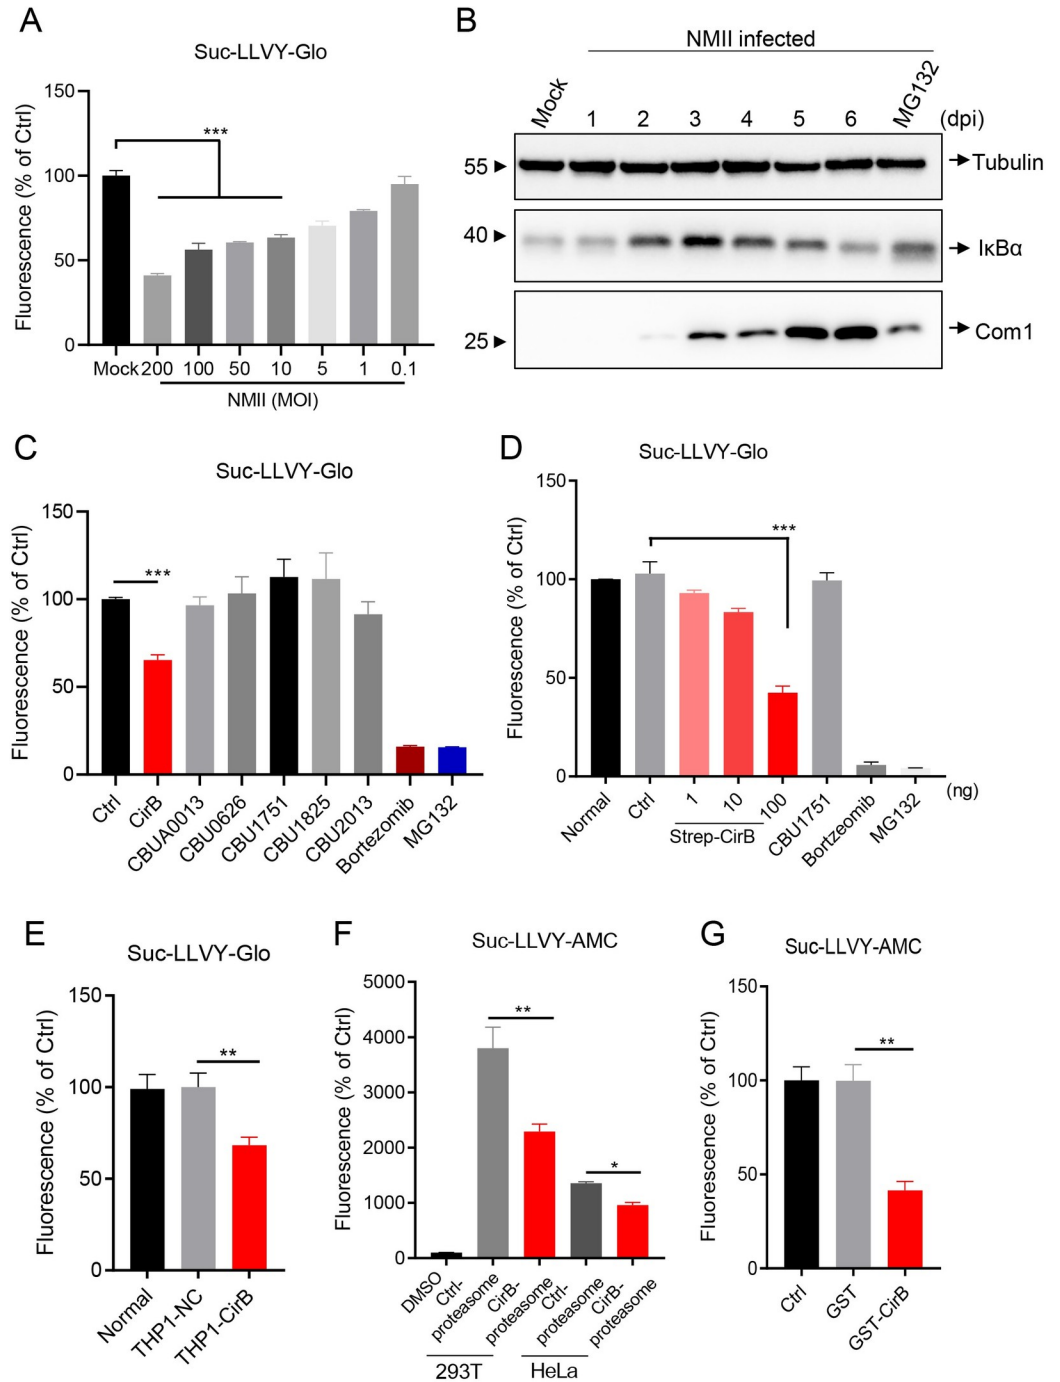 A
Suc-LLVY-Glo
Fluorescence (% of Ctrl)
150
100
50
0
***
Mock 200 100 50 10 5 1 0.1
NMII (MOI)
B
NMII infected
Mock 1 2 3 4 5 6 MG132 (dpi)
55 Tubulin
40 IκBα
25 Com1
C
Suc-LLVY-Glo
Fluorescence (% of Ctrl)
150
100
50
0
***
Ctrl CirB CBUA0013 CBU0626 CBU1751 CBU1825 CBU2013 Bortezomib MG132
D
Suc-LLVY-Glo
Fluorescence (% of Ctrl)
150
100
50
0
***
Normal Ctrl 1 10 100 CBU1751 Bortzeomib MG132 (ng)
Strep-CirB
E
Suc-LLVY-Glo
Fluorescence (% of Ctrl)
150
100
50
0
**
Normal THP1-NC THP1-CirB
F
Suc-LLVY-AMC
Fluorescence (% of Ctrl)
5000
4000
3000
2000
1000
0
**
*
DMSO Ctrl-proteasome CirB-proteasome Ctrl-proteasome CirB-proteasome
293T HeLa
G
Suc-LLVY-AMC
Fluorescence (% of Ctrl)
150
100
50
0
**
Ctrl GST GST-CirB